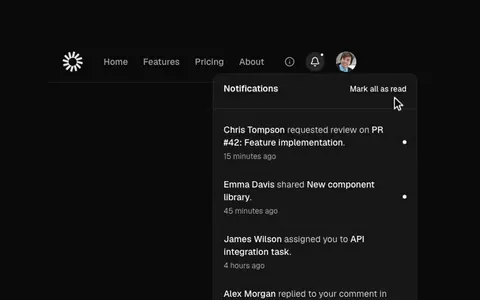 Home Features Pricing About
Notifications Mark all as read
Chris Tompson requested review on PR
#42: Feature implementation.
15 minutes ago
Emma Davis shared New component
library.
45 minutes ago
James Wilson assigned you to API
integration task.
4 hours ago
Alex Morgan replied to your comment in